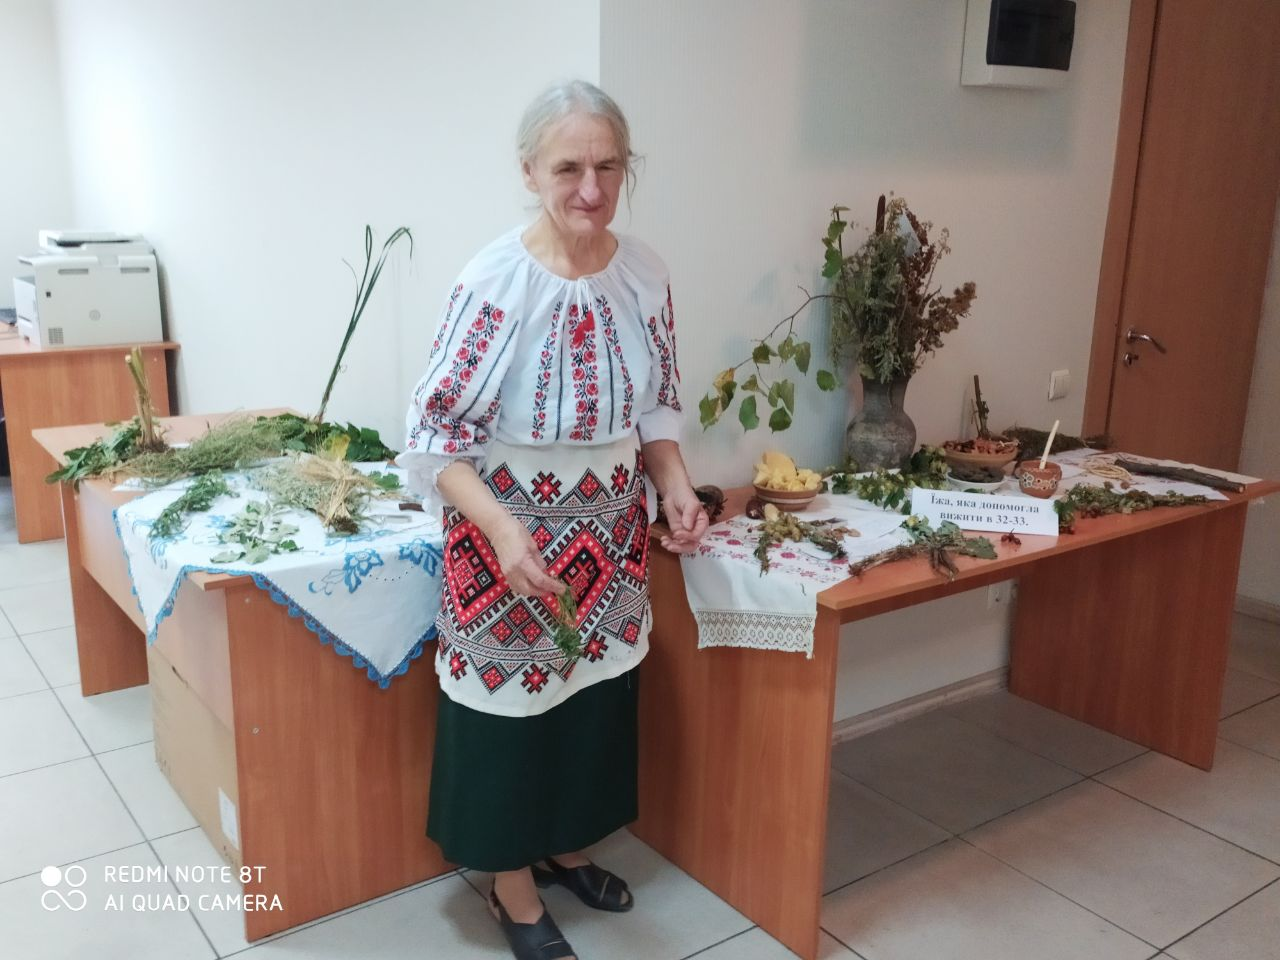 Їжа, яка допомогла
вижити в 32-33.
REDMI NOTE 8T
AI QUAD CAMERA